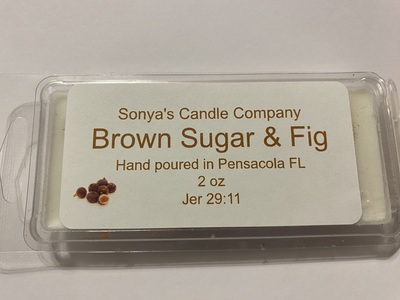 Sonya's Candle Company
Brown Sugar & Fig
Hand poured in Pensacola FL
2 oz
Jer 29:11